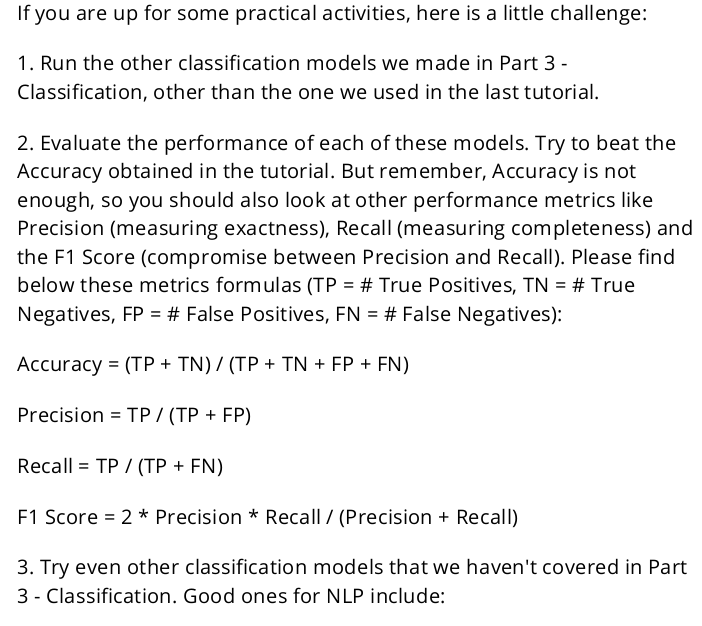 If you are up for some practical activities, here is a little challenge:
1. Run the other classification models we made in Part 3 -
Classification, other than the one we used in the last tutorial.
2. Evaluate the performance of each of these models. Try to beat the
Accuracy obtained in the tutorial. But remember, Accuracy is not
enough, so you should also look at other performance metrics like
Precision (measuring exactness), Recall (measuring completeness) and
the F1 Score (compromise between Precision and Recall). Please find
below these metrics formulas (TP = # True Positives, TN = # True
Negatives, FP = # False Positives, FN = # False Negatives):
Accuracy = (TP + TN) / (TP + TN + FP + FN)
Precision = TP / (TP + FP)
Recall = TP / (TP + FN)
F1 Score = 2 * Precision * Recall / (Precision + Recall)
3. Try even other classification models that we haven't covered in Part
3 - Classification. Good ones for NLP include: